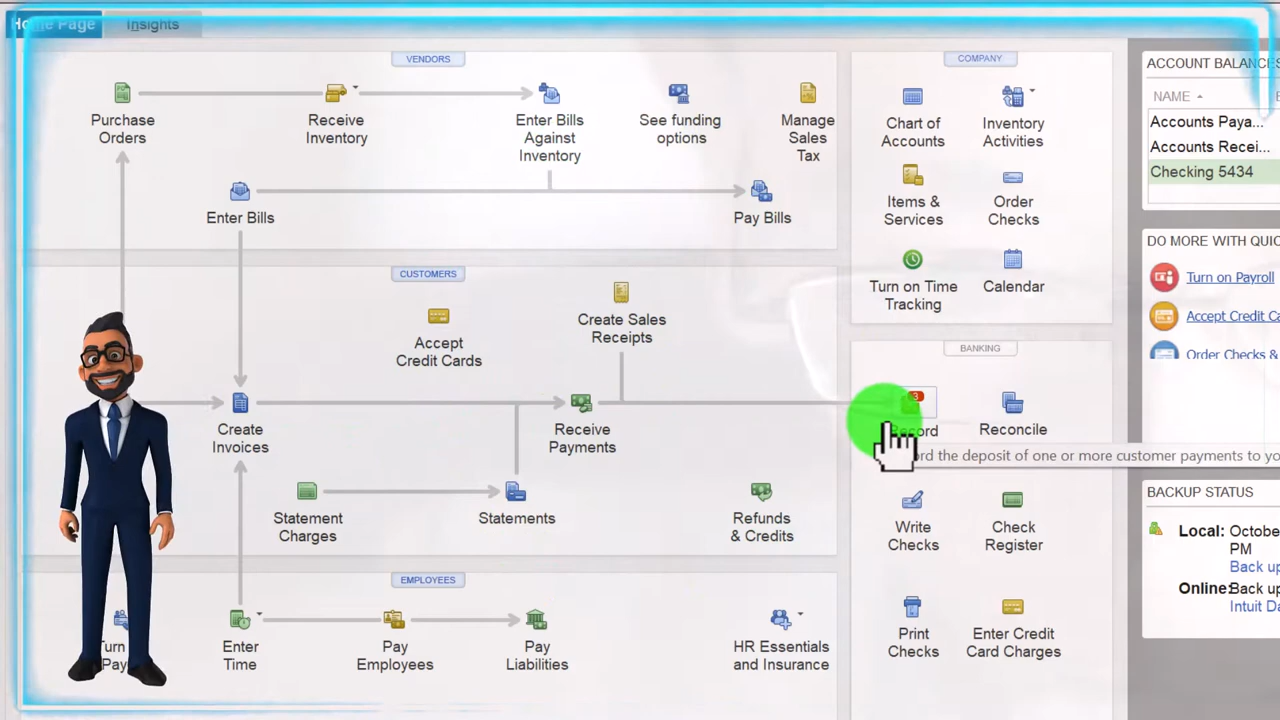 Home Page
Insights
VENDORS
Purchase
Orders
Receive
Inventory
Enter Bills
Against
Inventory
See funding
options
Manage
Sales
Tax
Enter Bills
Pay Bills
CUSTOMERS
Create Sales
Receipts
Accept
Credit Cards
Create
Invoices
Receive
Payments
Statement
Charges
Statements
Refunds
& Credits
EMPLOYEES
Turn
Pay
Enter
Time
Pay
Employees
Pay
Liabilities
HR Essentials
and Insurance
COMPANY
Chart of
Accounts
Inventory
Activities
Items &
Services
Order
Checks
Turn on Time
Tracking
Calendar
BANKING
3
Record
Reconcile
the deposit of one or more customer payments to
Write
Checks
Check
Register
Print
Checks
Enter Credit
Card Charges
ACCOUNT BALANCES
NAME
Accounts Paya...
Accounts Recei...
Checking 5434
DO MORE WITH
Turn on Payroll
Accept Credit
Order Checks &
BACKUP STATUS
Local:
PM
Back up
Online:
Back up
Intuit